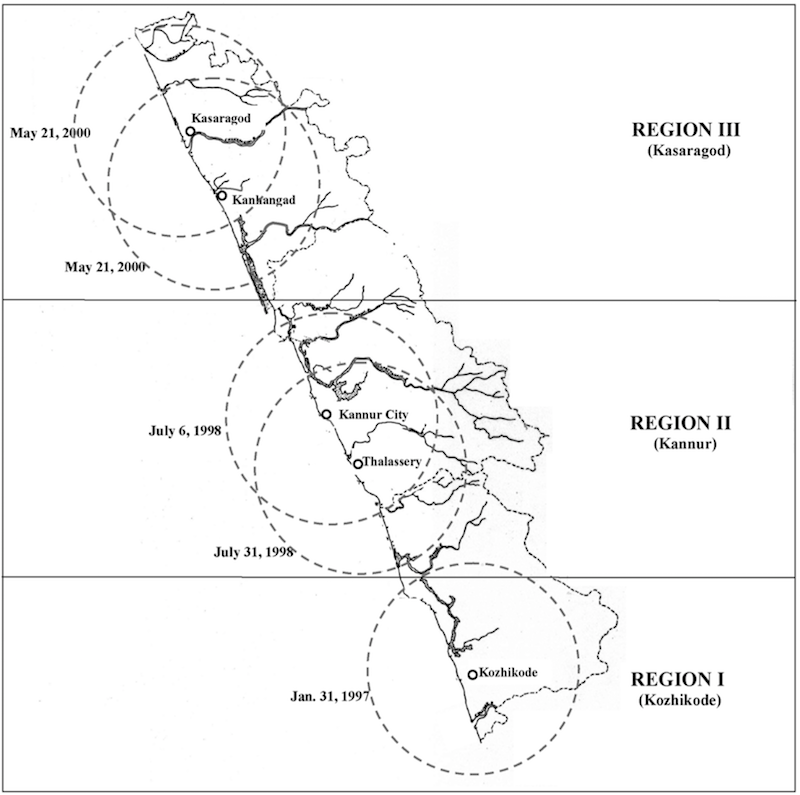 Kasaragod
May 21, 2000
REGION III
(Kasaragod)
Kanhangad
May 21, 2000
July 6, 1998
Kannur City
REGION II
(Kannur)
Thalassery
July 31, 1998
Kozhikode
REGION I
(Kozhikode)
Jan. 31, 1997